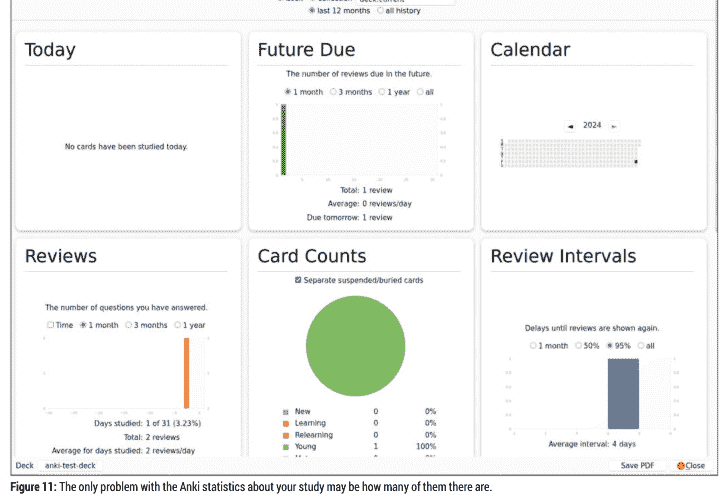 last 12 months all history
Today
No cards have been studied today.
Future Due
The number of reviews due in the future.
1 month 3 months 1 year all
Total: 1 review
Average: 0 reviews/day
Due tomorrow: 1 review
Calendar
2024
Reviews
The number of questions you have answered.
Time 1 month 3 months 1 year
Days studied: 1 of 31 (3.23%)
Total: 2 reviews
Average for days studied: 2 reviews/day
Card Counts
Separate suspended/buried cards
New 0 0%
Learning 0 0%
Relearning 0 0%
Young 1 100%
Review Intervals
Delays until reviews are shown again.
1 month 50% 95% all
Average interval: 4 days
Deck anki-test-deck
Save PDF Close
Figure 11: The only problem with the Anki statistics about your study may be how many of them there are.